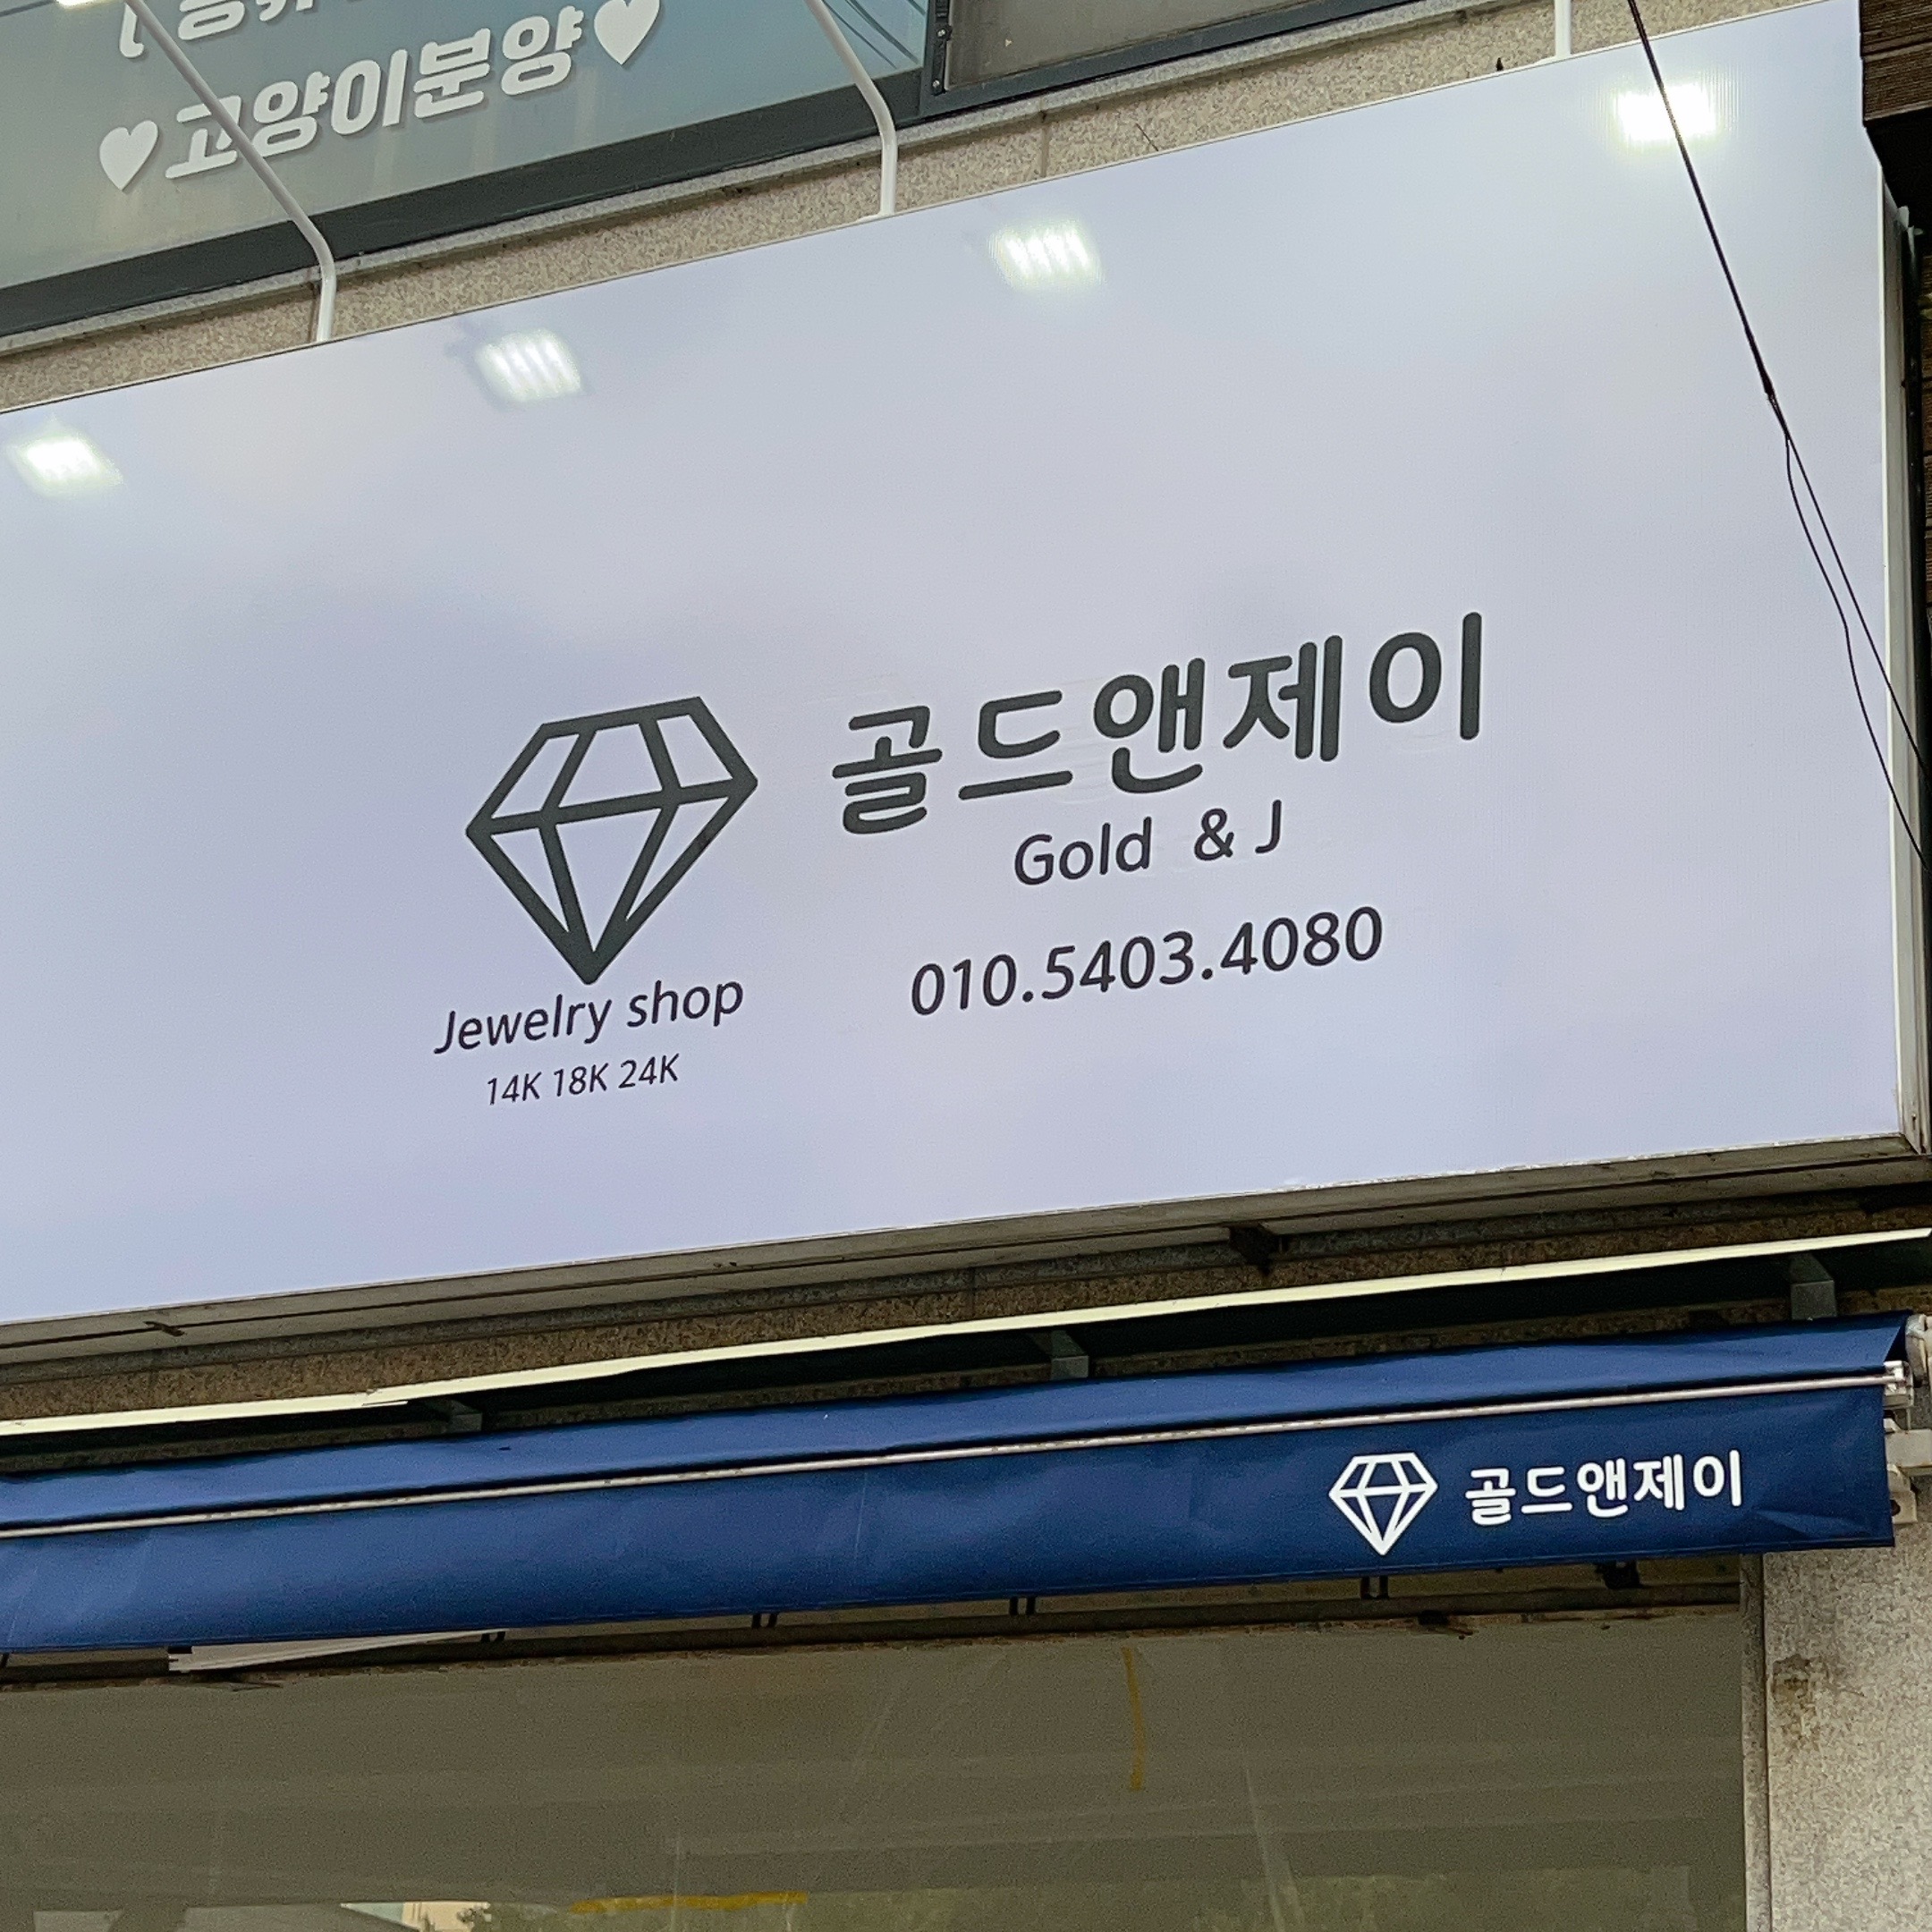 ♥고양이분양♥
골드앤제이
Gold & J
010.5403.4080
Jewelry shop
14K 18K 24K
골드앤제이